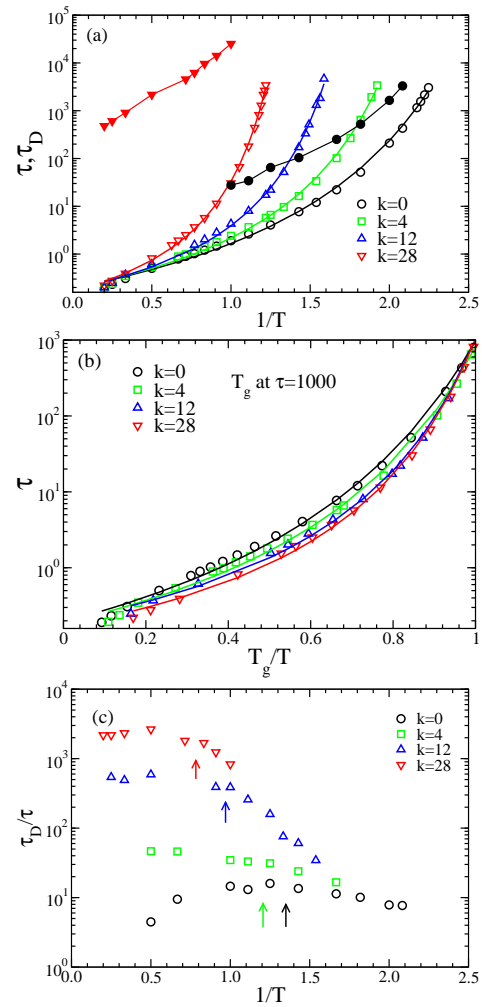 (a)
10^5
10^4
10^3
10^2
10^1
10^0
τ, τ_D
k=0
k=4
k=12
k=28
0.0 0.5 1.0 1.5 2.0 2.5
1/T
(b)
10^3
10^2
10^1
10^0
τ
k=0
k=4
k=12
k=28
T_g at τ=1000
0 0.2 0.4 0.6 0.8 1
T_g/T
(c)
10^4
10^3
10^2
10^1
10^0
τ_D/τ
k=0
k=4
k=12
k=28
0.0 0.5 1.0 1.5 2.0 2.5
1/T